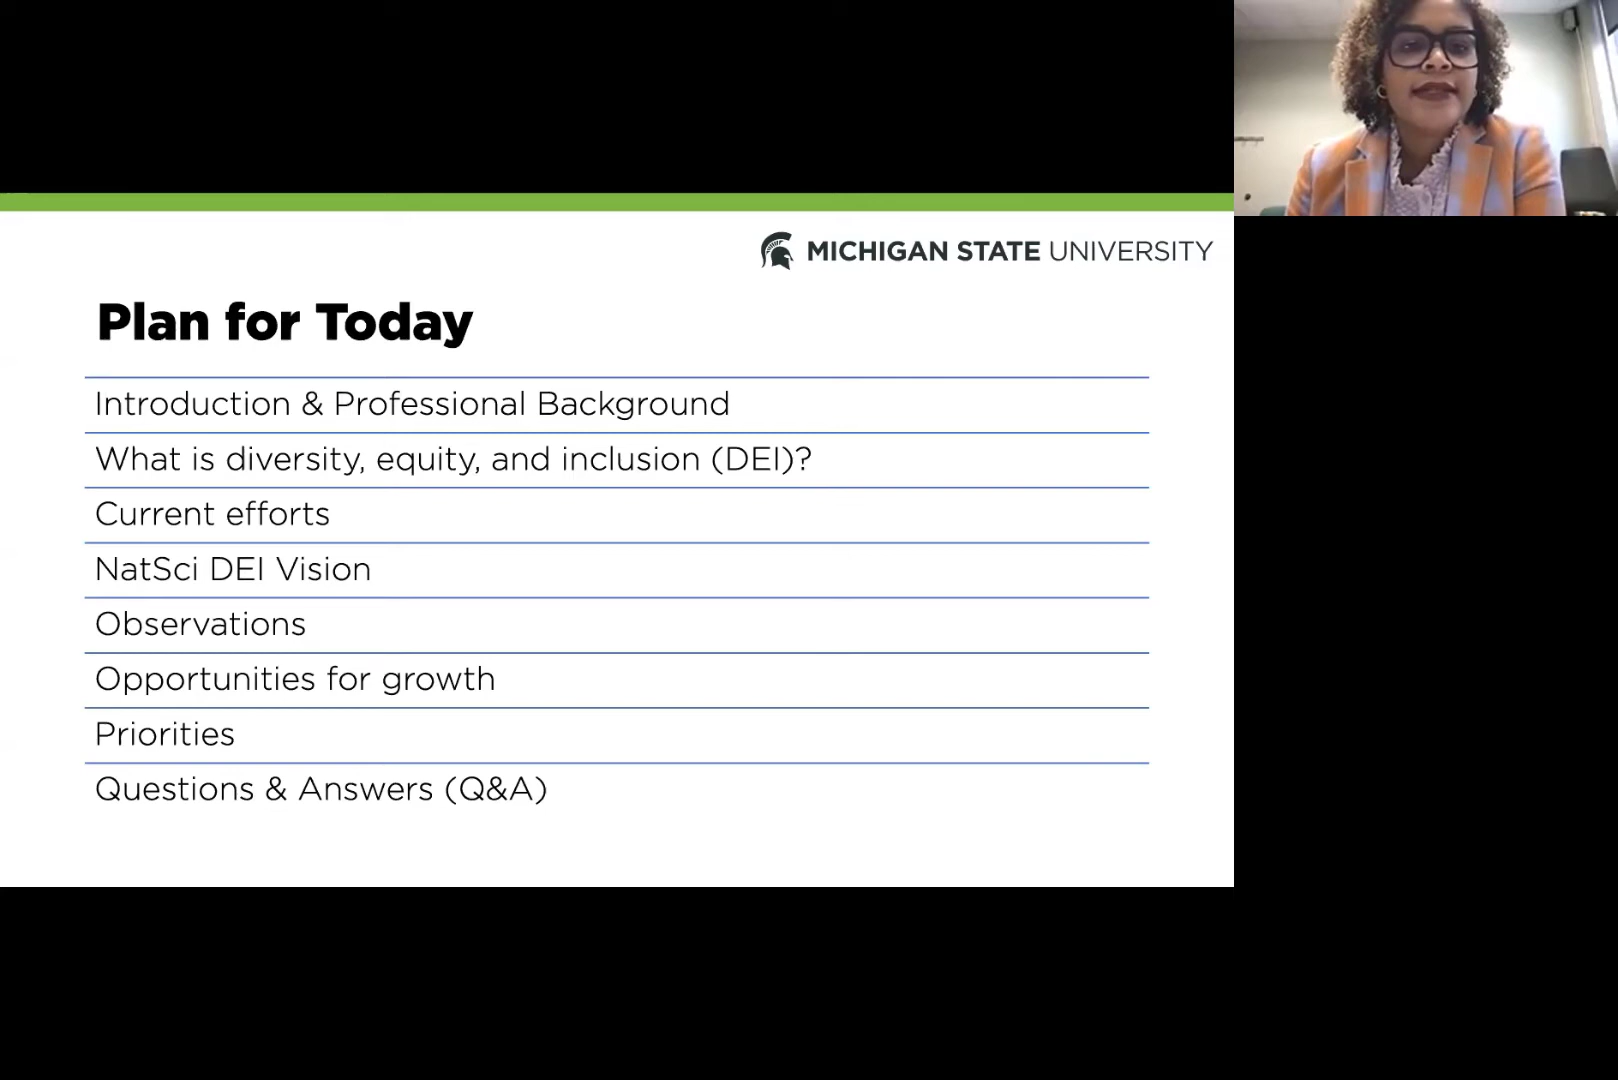 MICHIGAN STATE UNIVERSITY
Plan for Today
Introduction & Professional Background
What is diversity, equity, and inclusion (DEI)?
Current efforts
NatSci DEI Vision
Observations
Opportunities for growth
Priorities
Questions & Answers (Q&A)